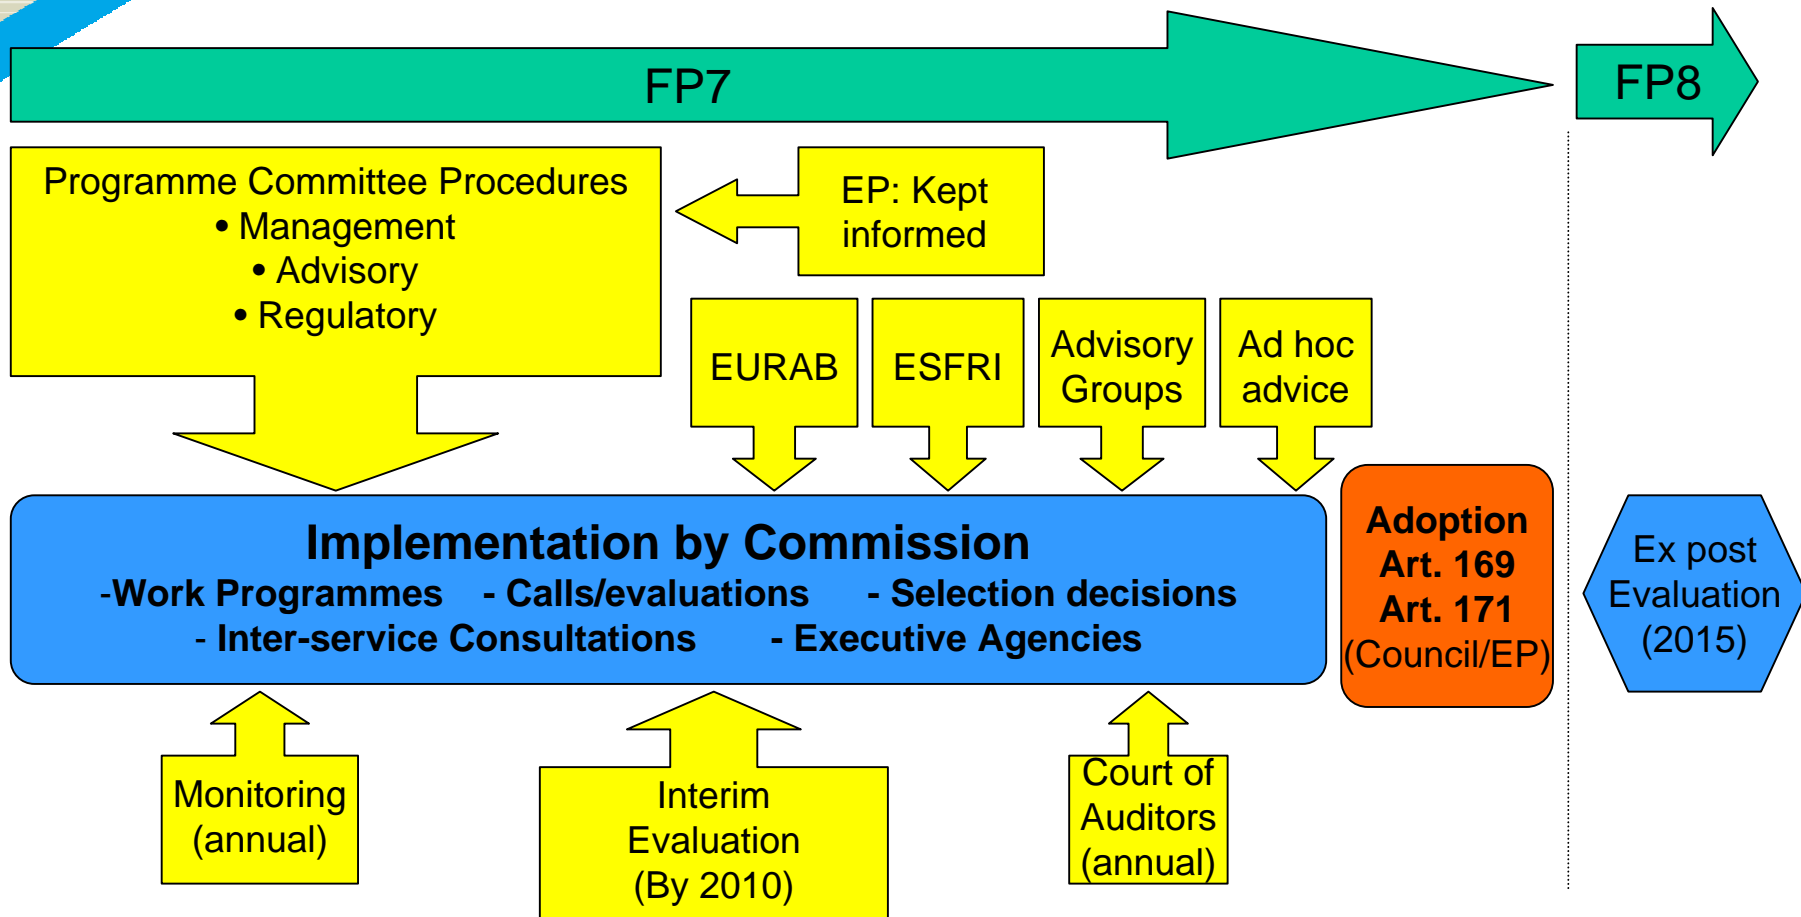 FP7
FP8
Programme Committee Procedures
• Management
• Advisory
• Regulatory
EP: Kept
informed
EURAB
ESFRI
Advisory
Groups
Ad hoc
advice
Implementation by Commission
-Work Programmes - Calls/evaluations - Selection decisions
- Inter-service Consultations - Executive Agencies
Adoption
Art. 169
Art. 171
(Council/EP)
Ex post
Evaluation
(2015)
Monitoring
(annual)
Interim
Evaluation
(By 2010)
Court of
Auditors
(annual)